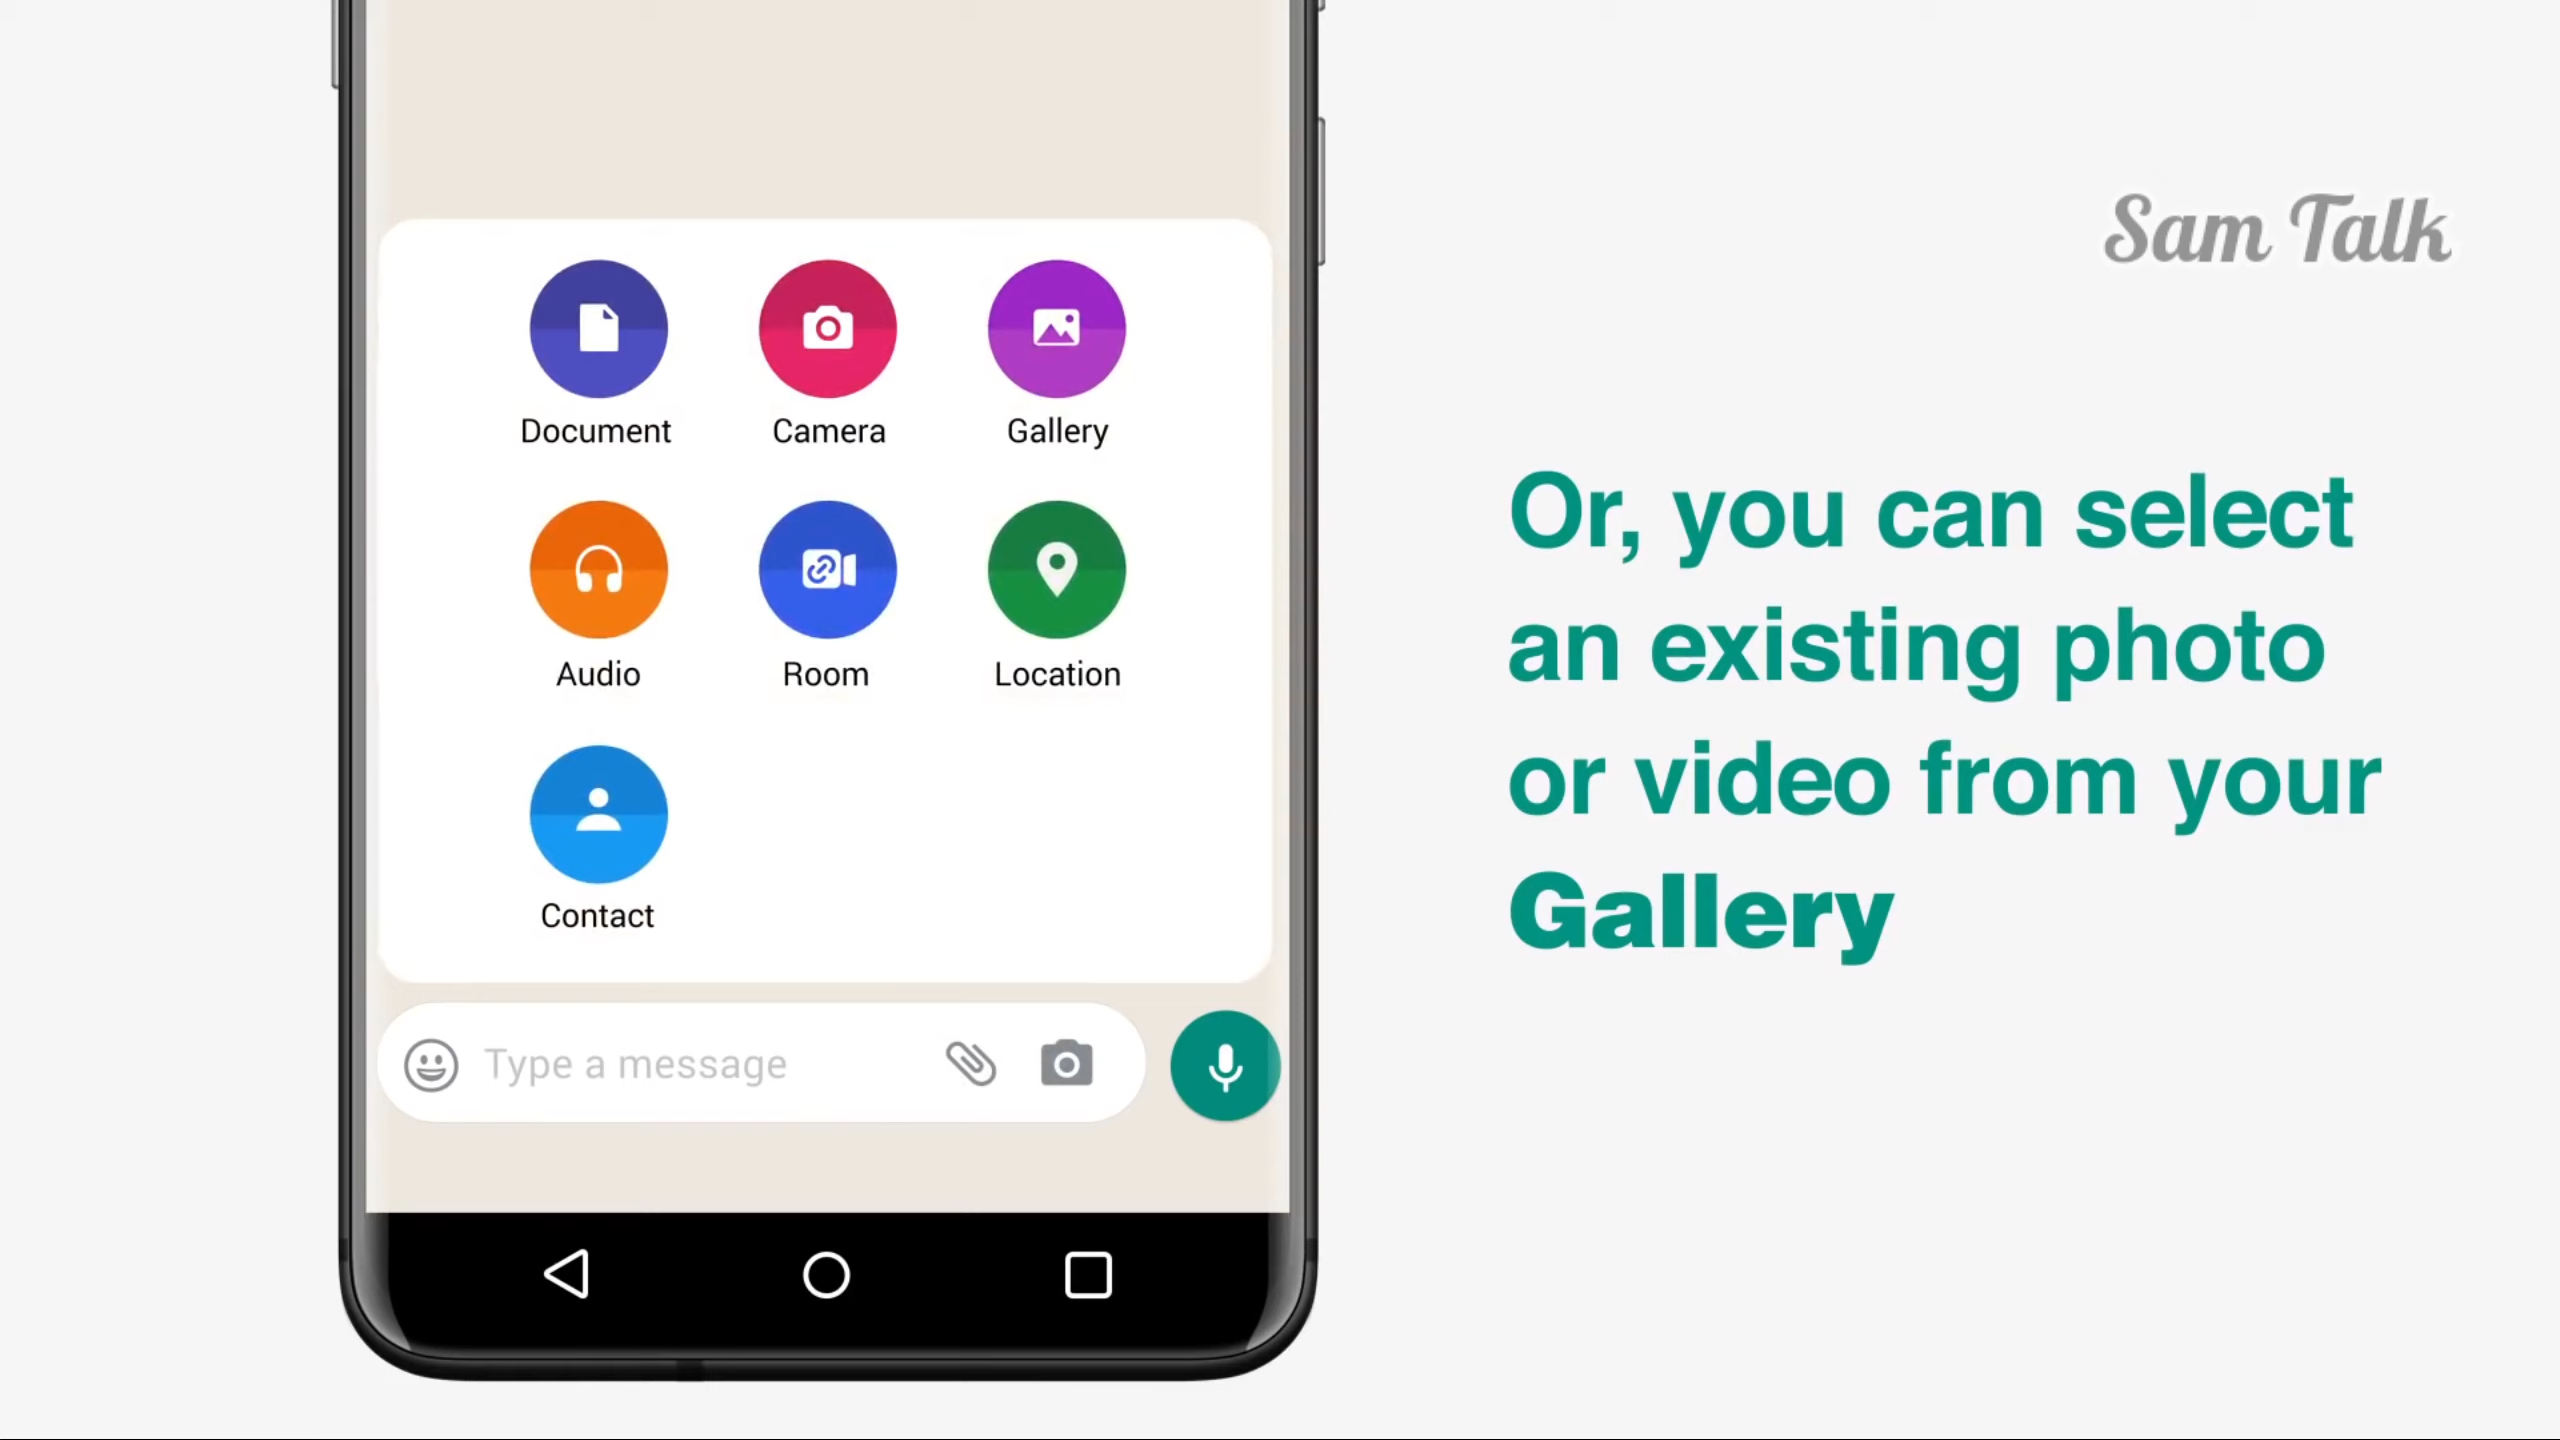 Sam Talk
Document Camera Gallery
Audio Room Location
Contact
Type a message
Or, you can select
an existing photo
or video from your
Gallery